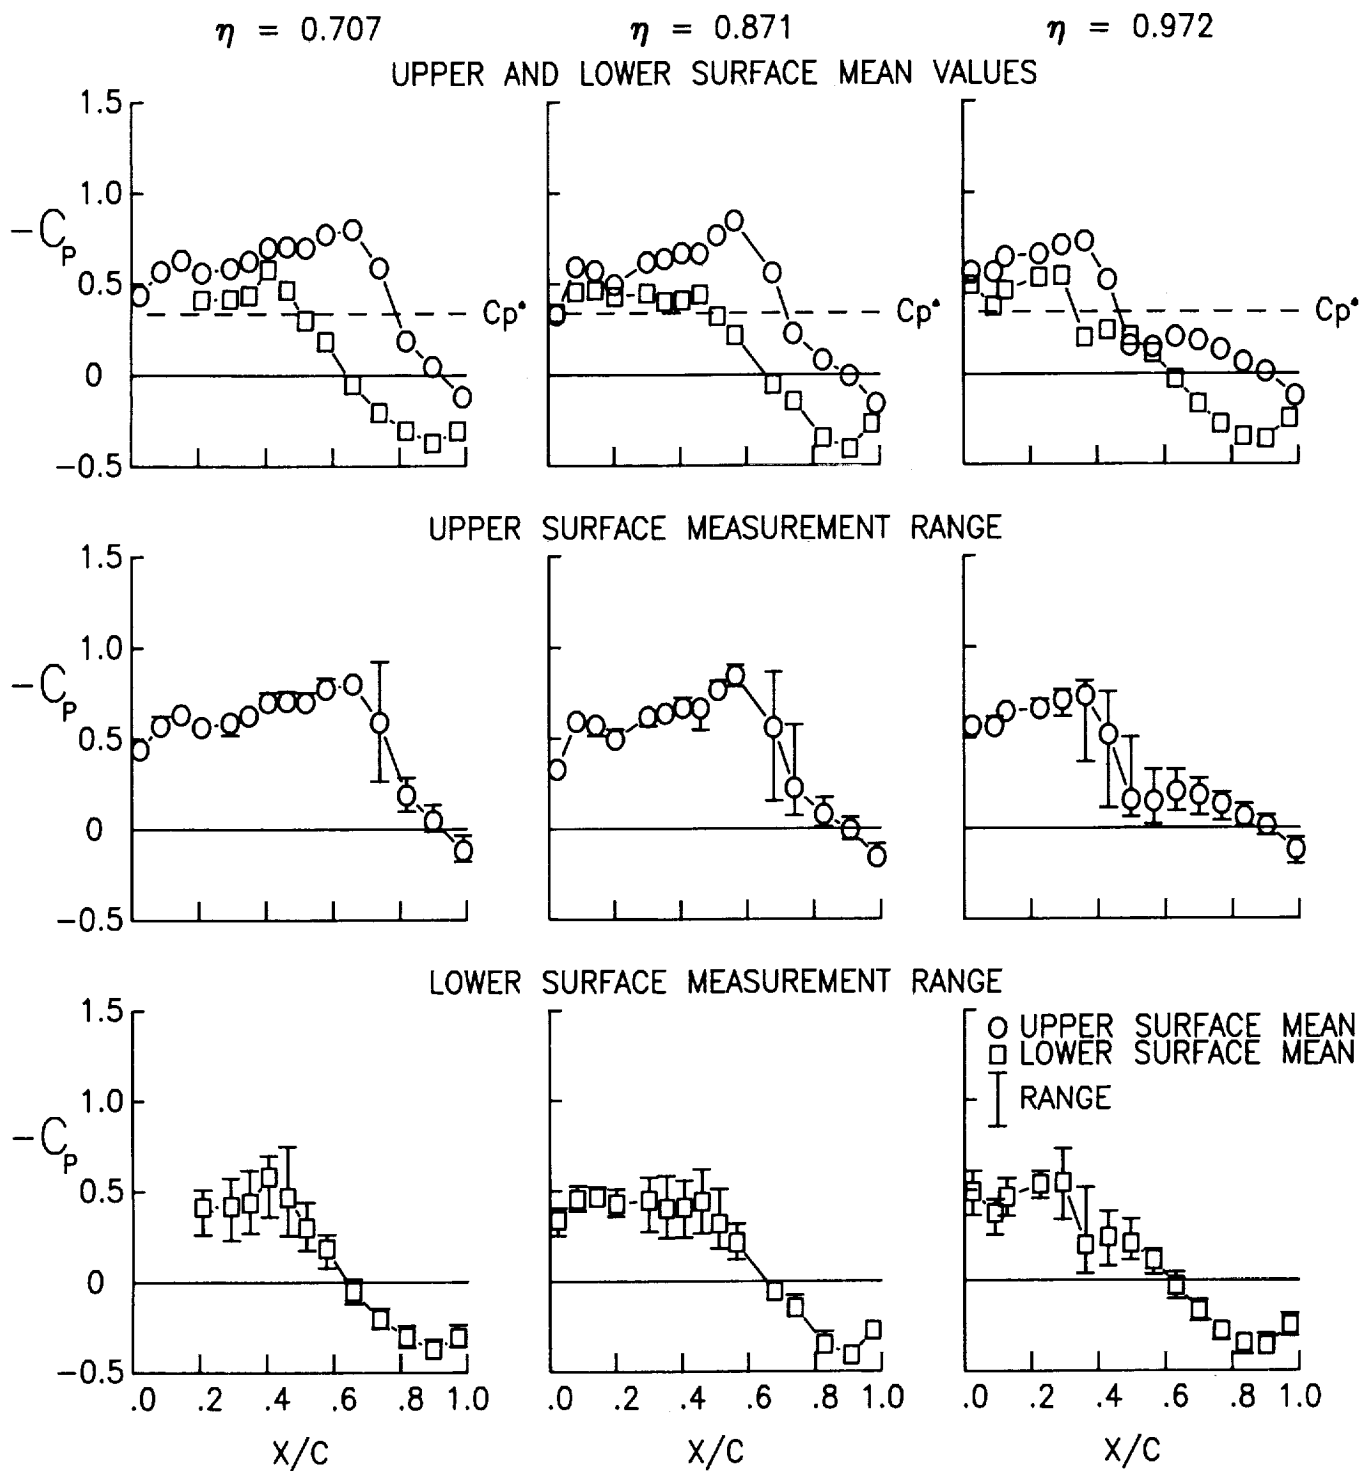 η = 0.707 η = 0.871 η = 0.972
UPPER AND LOWER SURFACE MEAN VALUES
1.5
1.0
-Cp
0.5
Cp* Cp* Cp*
0
-0.5
UPPER SURFACE MEASUREMENT RANGE
1.5
1.0
-Cp
0.5
0
-0.5
LOWER SURFACE MEASUREMENT RANGE
1.5
UPPER SURFACE MEAN
LOWER SURFACE MEAN
1.0
RANGE
-Cp
0.5
0
-0.5
.0 .2 .4 .6 .8 1.0 .0 .2 .4 .6 .8 1.0 .0 .2 .4 .6 .8 1.0
X/C X/C X/C